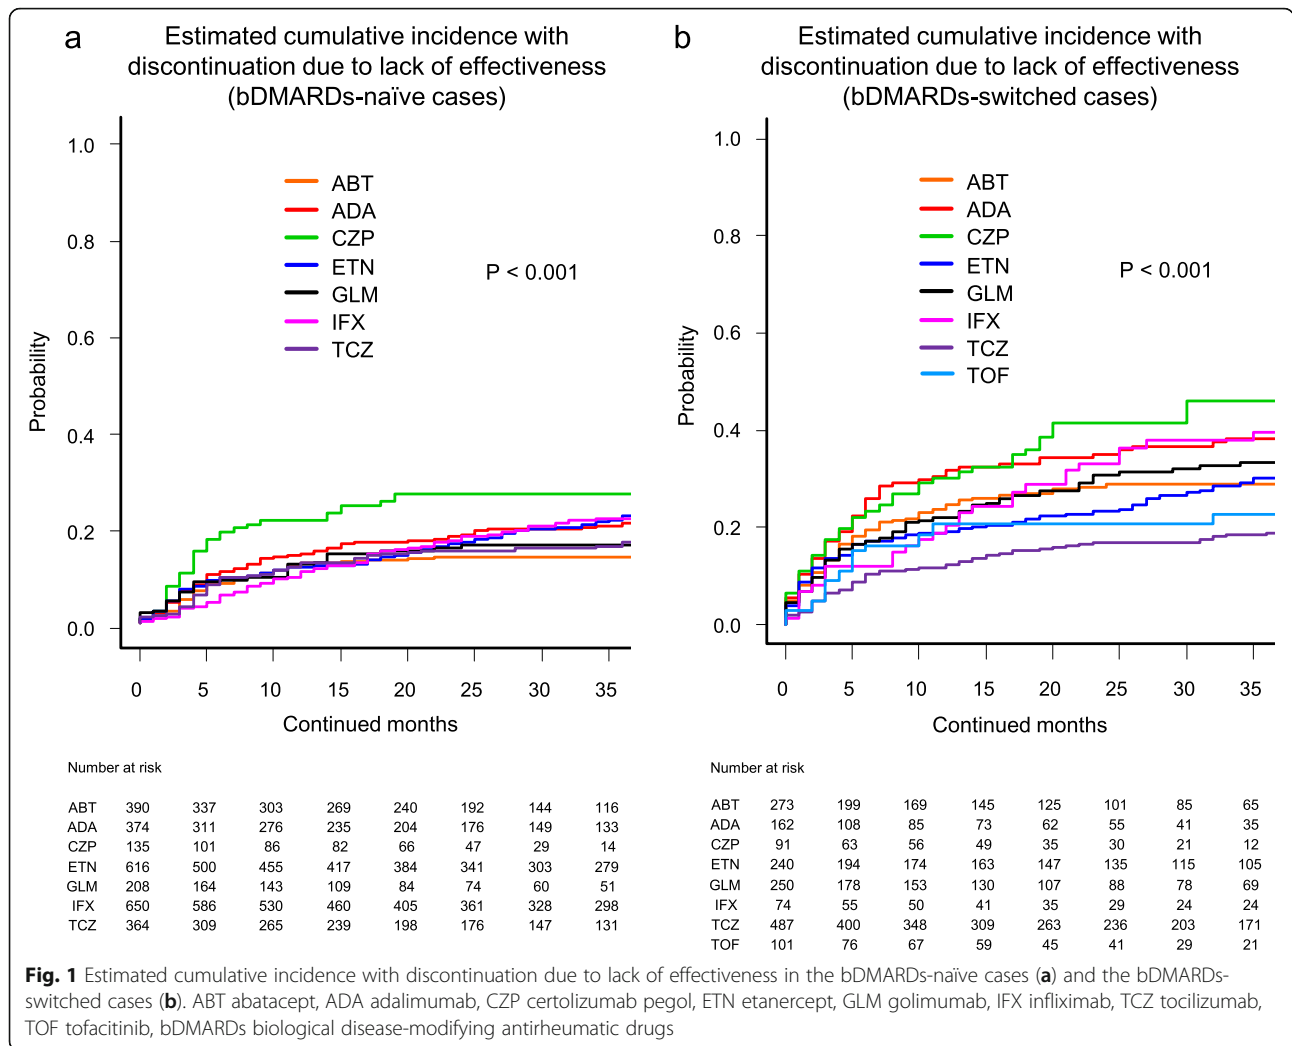 a
Estimated cumulative incidence with
discontinuation due to lack of effectiveness
(bDMARDs-naïve cases)
1.0
0.8
0.6
0.4
0.2
0.0
Probability
ABT
ADA
CZP
ETN
GLM
IFX
TCZ
P < 0.001
0 5 10 15 20 25 30 35
Continued months
Number at risk
ABT 390 337 303 269 240 192 144 116
ADA 374 311 276 235 204 176 149 133
CZP 135 101 86 82 66 47 29 14
ETN 616 500 455 417 384 341 303 279
GLM 208 164 143 109 84 74 60 51
IFX 650 586 530 460 405 361 328 298
TCZ 364 309 265 239 198 176 147 131
b
Estimated cumulative incidence with
discontinuation due to lack of effectiveness
(bDMARDs-switched cases)
1.0
0.8
0.6
0.4
0.2
0.0
Probability
ABT
ADA
CZP
ETN
GLM
IFX
TCZ
TOF
P < 0.001
0 5 10 15 20 25 30 35
Continued months
Number at risk
ABT 273 199 169 145 125 101 85 65
ADA 162 108 85 73 62 55 41 35
CZP 91 63 56 49 35 30 21 12
ETN 240 194 174 163 147 135 115 105
GLM 250 178 153 130 107 88 78 69
IFX 74 55 50 41 35 29 24 24
TCZ 487 400 348 309 263 236 203 171
TOF 101 76 67 59 45 41 29 21
Fig. 1 Estimated cumulative incidence with discontinuation due to lack of effectiveness in the bDMARDs-naïve cases (a) and the bDMARDs-
switched cases (b). ABT abatacept, ADA adalimumab, CZP certolizumab pegol, ETN etanercept, GLM golimumab, IFX infliximab, TCZ tocilizumab,
TOF tofacitinib, bDMARDs biological disease-modifying antirheumatic drugs